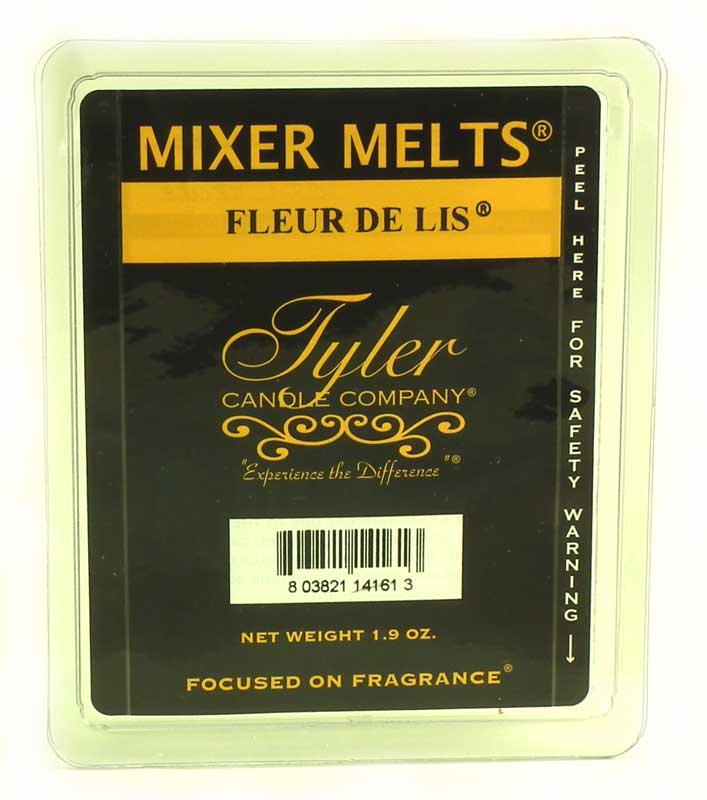 MIXER MELTS®
FLEUR DE LIS®
Tyler
CANDLE COMPANY®
"Experience the Difference"®
8 03821 14161 3
NET WEIGHT 1.9 OZ.
FOCUSED ON FRAGRANCE®
PEEL HERE FOR SAFETY WARNING →